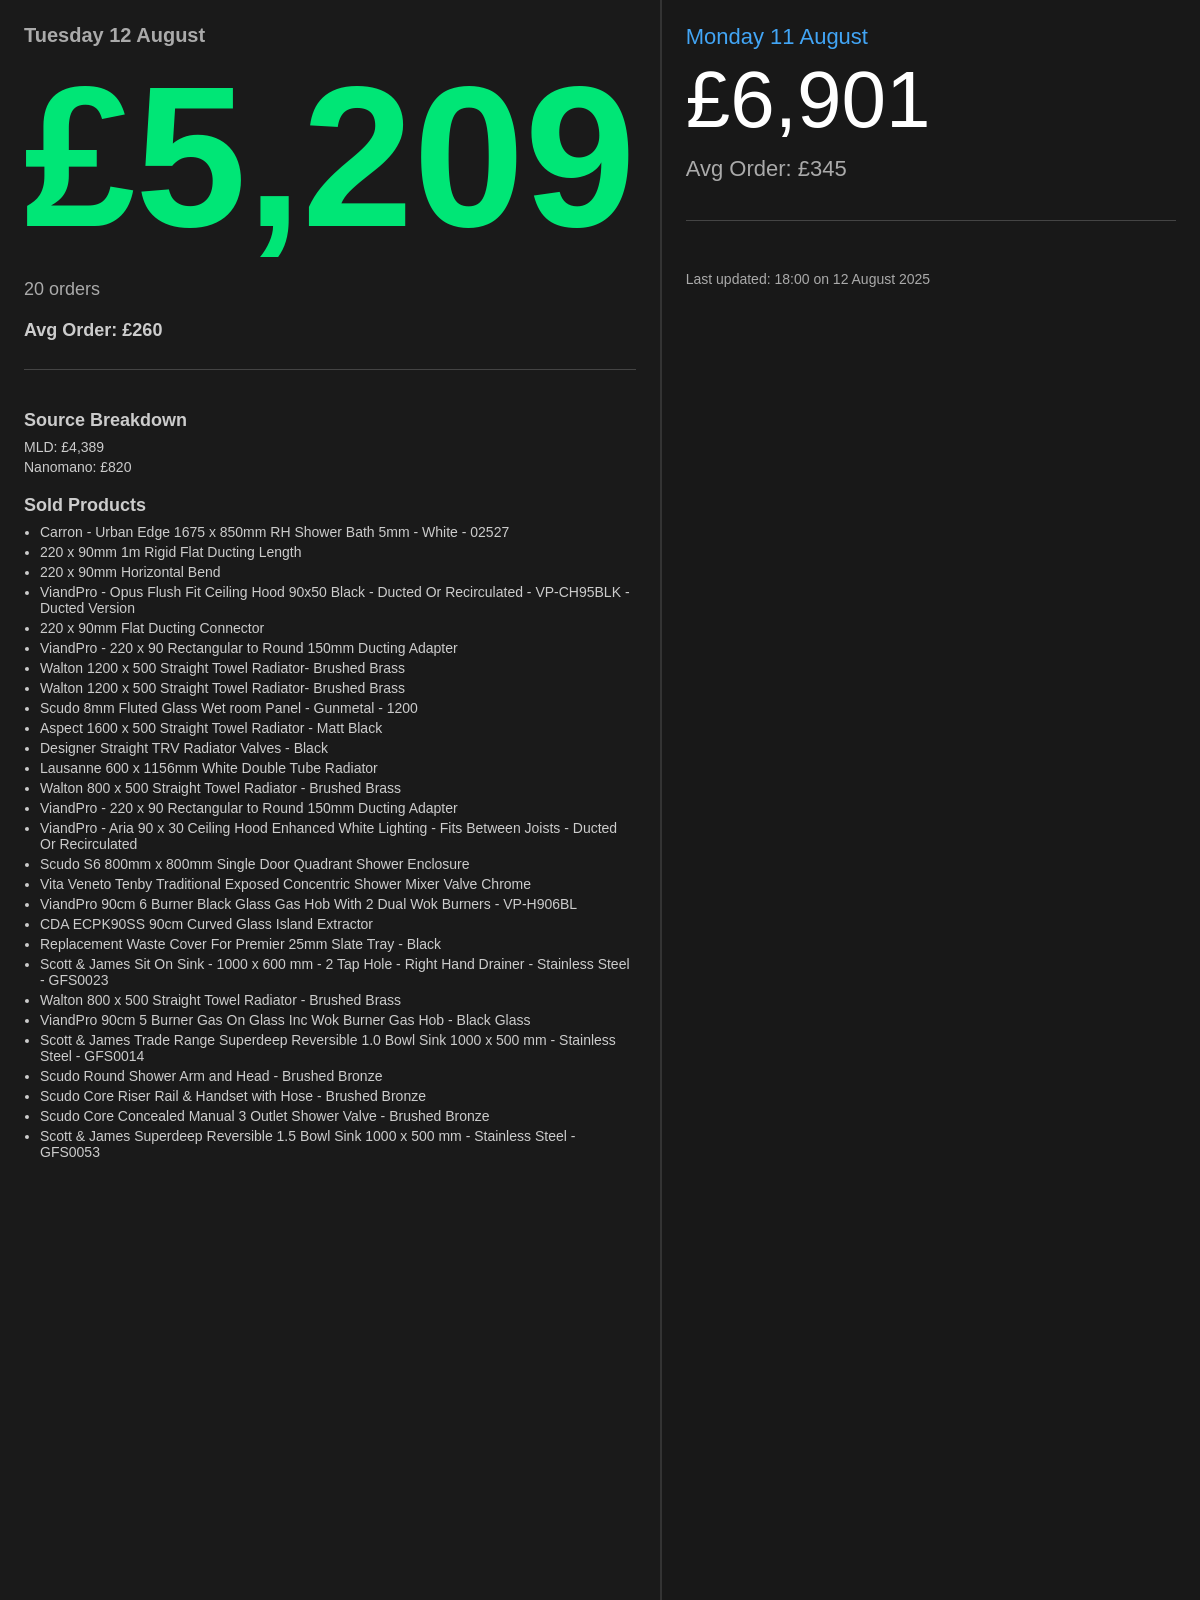 Tuesday 12 August
£5,209
20 orders
Avg Order: £260
Source Breakdown
MLD: £4,389
Nanomano: £820
Sold Products
• Carron - Urban Edge 1675 x 850mm RH Shower Bath 5mm - White - 02527
• 220 x 90mm 1m Rigid Flat Ducting Length
• 220 x 90mm Horizontal Bend
• ViandPro - Opus Flush Fit Ceiling Hood 90x50 Black - Ducted Or Recirculated - VP-CH95BLK -
Ducted Version
• 220 x 90mm Flat Ducting Connector
• ViandPro - 220 x 90 Rectangular to Round 150mm Ducting Adapter
• Walton 1200 x 500 Straight Towel Radiator- Brushed Brass
• Walton 1200 x 500 Straight Towel Radiator- Brushed Brass
• Scudo 8mm Fluted Glass Wet room Panel - Gunmetal - 1200
• Aspect 1600 x 500 Straight Towel Radiator - Matt Black
• Designer Straight TRV Radiator Valves - Black
• Lausanne 600 x 1156mm White Double Tube Radiator
• Walton 800 x 500 Straight Towel Radiator - Brushed Brass
• ViandPro - 220 x 90 Rectangular to Round 150mm Ducting Adapter
• ViandPro - Aria 90 x 30 Ceiling Hood Enhanced White Lighting - Fits Between Joists - Ducted
Or Recirculated
• Scudo S6 800mm x 800mm Single Door Quadrant Shower Enclosure
• Vita Veneto Tenby Traditional Exposed Concentric Shower Mixer Valve Chrome
• ViandPro 90cm 6 Burner Black Glass Gas Hob With 2 Dual Wok Burners - VP-H906BL
• CDA ECPK90SS 90cm Curved Glass Island Extractor
• Replacement Waste Cover For Premier 25mm Slate Tray - Black
• Scott & James Sit On Sink - 1000 x 600 mm - 2 Tap Hole - Right Hand Drainer - Stainless Steel
- GFS0023
• Walton 800 x 500 Straight Towel Radiator - Brushed Brass
• ViandPro 90cm 5 Burner Gas On Glass Inc Wok Burner Gas Hob - Black Glass
• Scott & James Trade Range Superdeep Reversible 1.0 Bowl Sink 1000 x 500 mm - Stainless
Steel - GFS0014
• Scudo Round Shower Arm and Head - Brushed Bronze
• Scudo Core Riser Rail & Handset with Hose - Brushed Bronze
• Scudo Core Concealed Manual 3 Outlet Shower Valve - Brushed Bronze
• Scott & James Superdeep Reversible 1.5 Bowl Sink 1000 x 500 mm - Stainless Steel -
GFS0053
Monday 11 August
£6,901
Avg Order: £345
Last updated: 18:00 on 12 August 2025